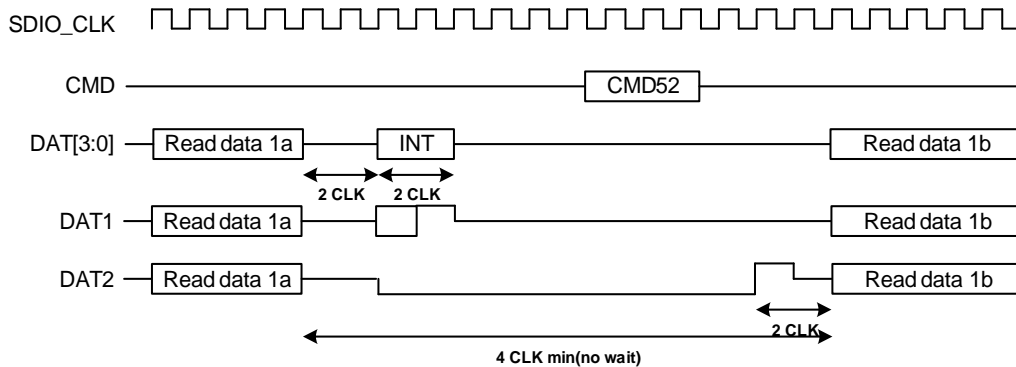 SDIO_CLK
CMD CMD52
DAT[3:0] Read data 1a INT Read data 1b
2 CLK 2 CLK
DAT1 Read data 1a Read data 1b
DAT2 Read data 1a Read data 1b
2 CLK
4 CLK min(no wait)